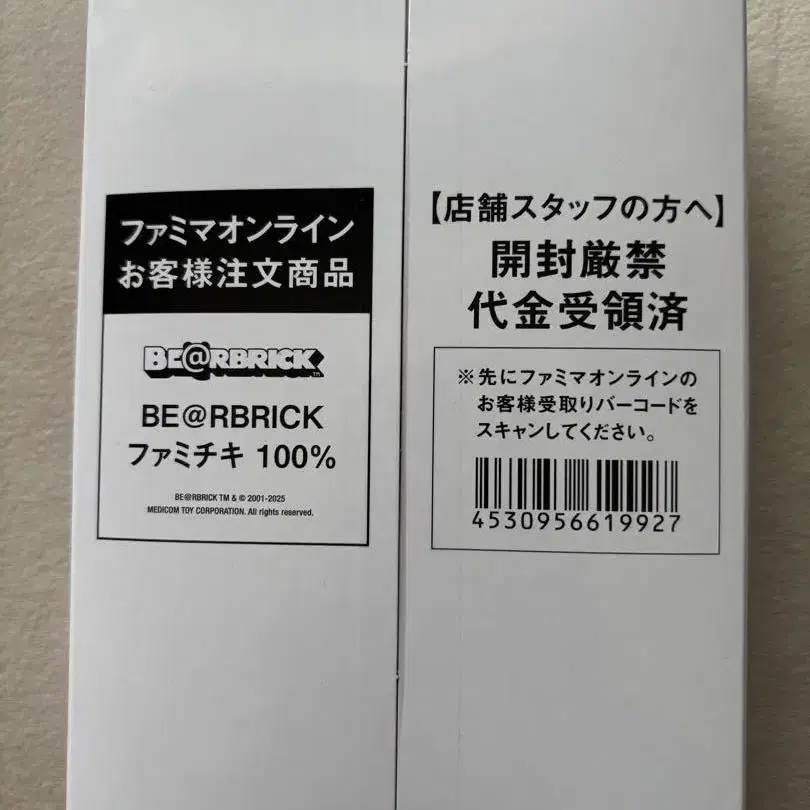 ファミマオンライン
お客様注文商品
BE@RBRICK™
BE@RBRICK
ファミチキ 100%
BE@RBRICK TM & © 2001-2025
MEDICOM TOY CORPORATION. All rights reserved.
【店舗スタッフの方へ】
開封厳禁
代金受領済
※先にファミマオンラインの
お客様受取りバーコードを
スキャンしてください。
4530956619927